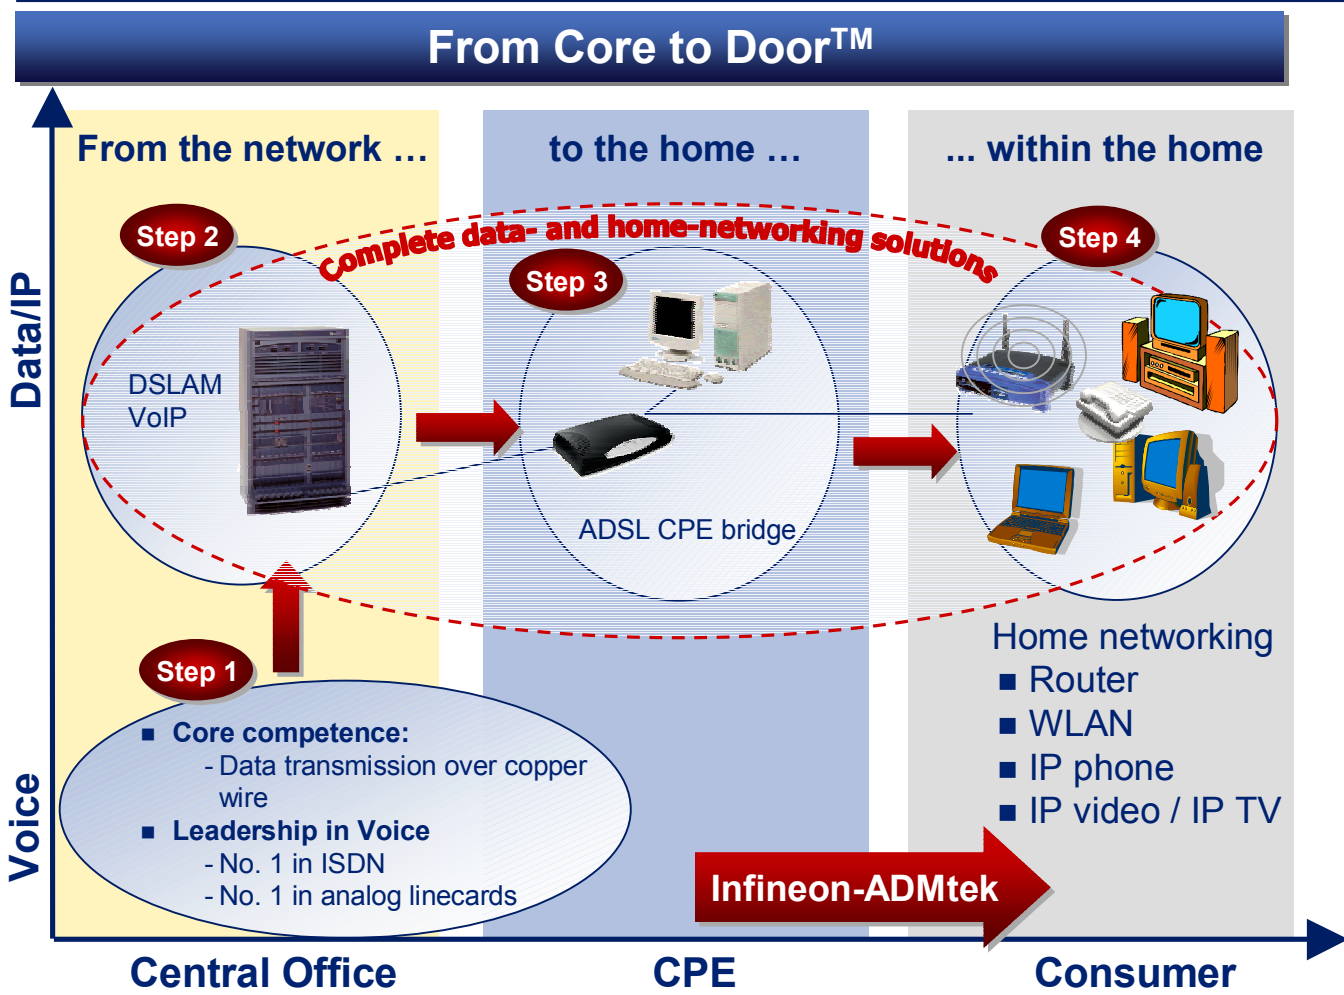 From Core to Door™
From the network …
to the home …
... within the home
Complete data- and home-networking solutions
Step 2
Step 3
Step 4
DSLAM
VoIP
ADSL CPE bridge
Step 1
■ Core competence:
- Data transmission over copper
wire
■ Leadership in Voice
- No. 1 in ISDN
- No. 1 in analog linecards
Home networking
■ Router
■ WLAN
■ IP phone
■ IP video / IP TV
Infineon-ADMtek
Data/IP
Voice
Central Office
CPE
Consumer